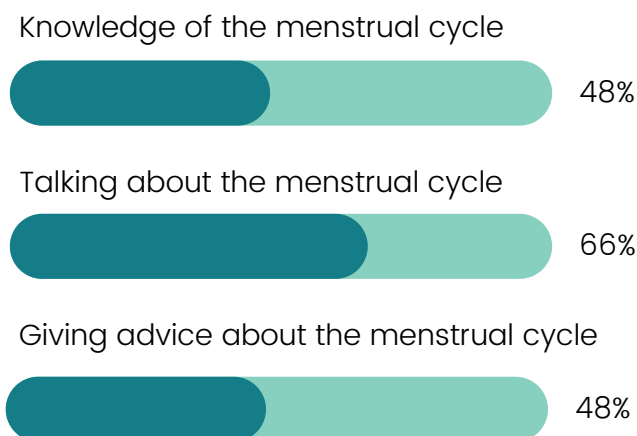 Knowledge of the menstrual cycle
48%
Talking about the menstrual cycle
66%
Giving advice about the menstrual cycle
48%